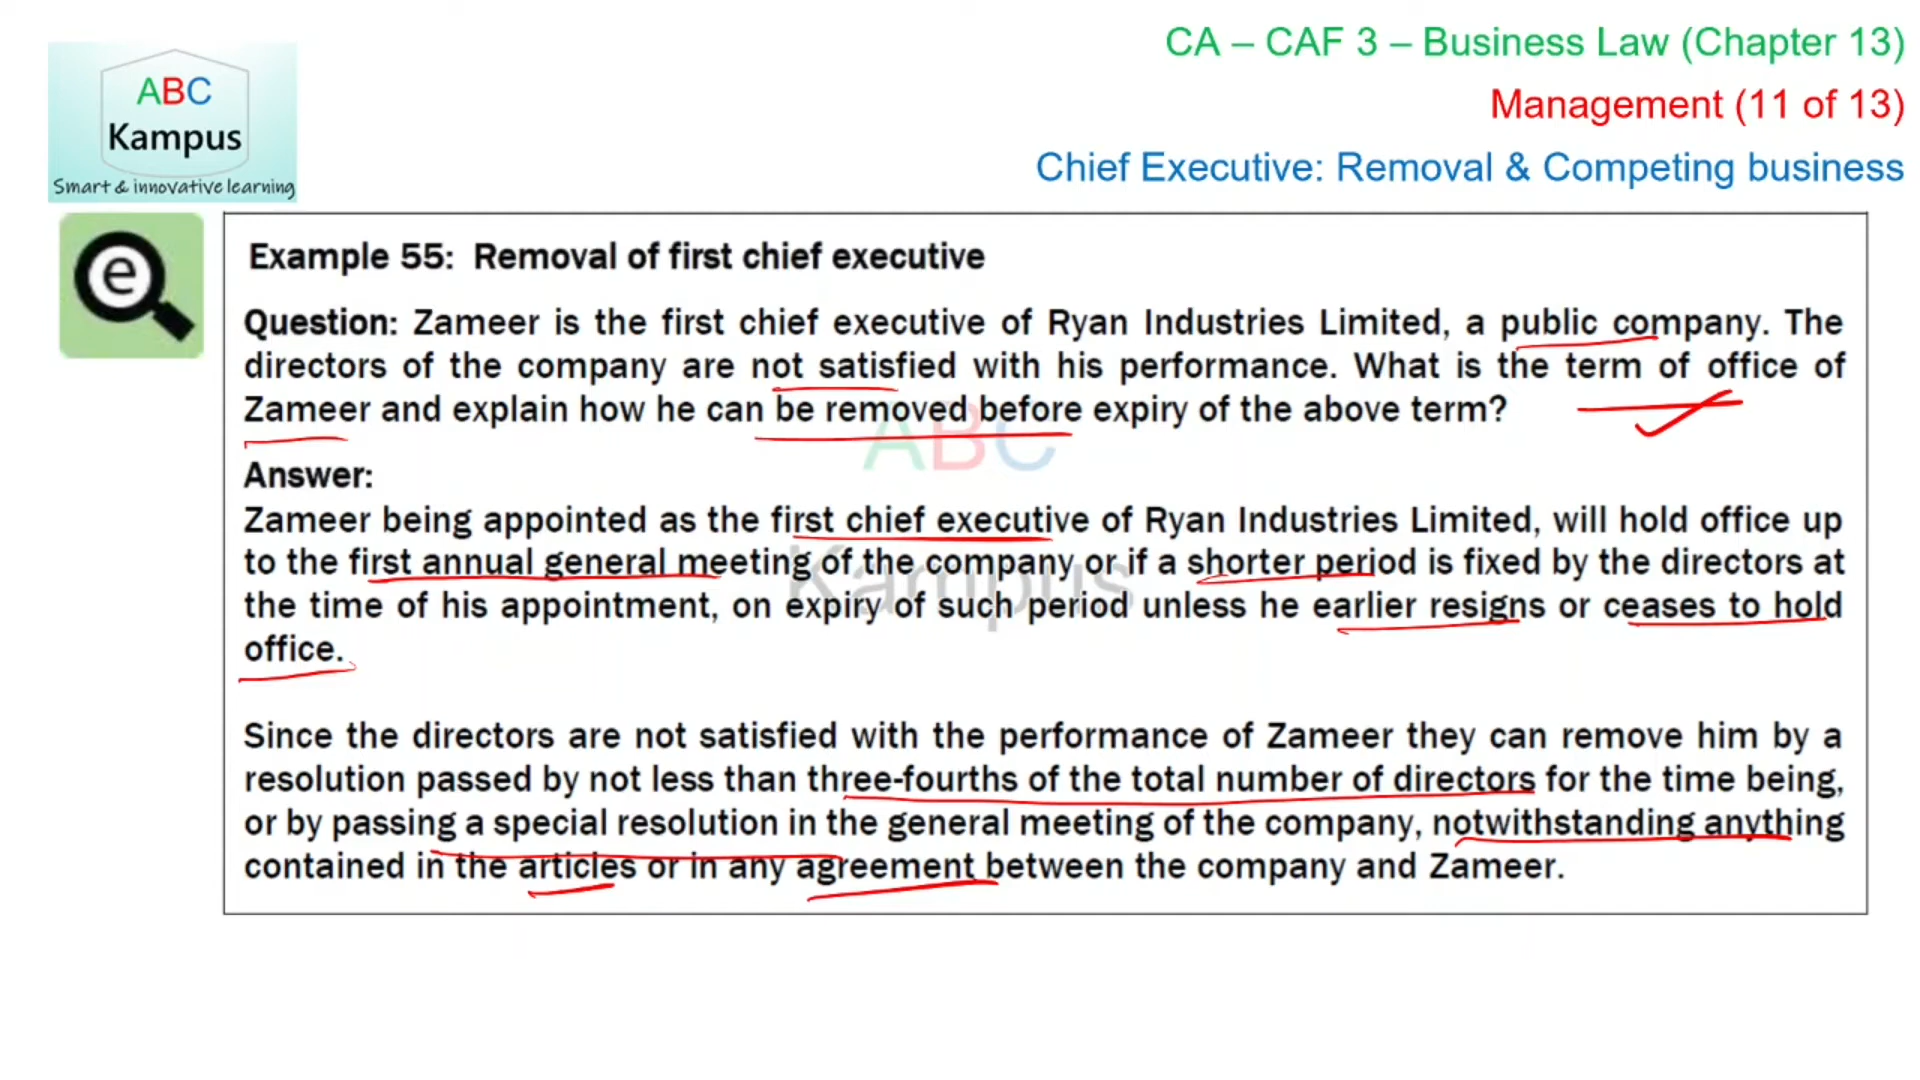 CA – CAF 3 – Business Law (Chapter 13)
Management (11 of 13)
Chief Executive: Removal & Competing business
ABC
Kampus
Smart & innovative learning
e
Example 55: Removal of first chief executive
Question: Zameer is the first chief executive of Ryan Industries Limited, a public company. The
directors of the company are not satisfied with his performance. What is the term of office of
Zameer and explain how he can be removed before expiry of the above term?
ABC
Kampus
Answer:
Zameer being appointed as the first chief executive of Ryan Industries Limited, will hold office up
to the first annual general meeting of the company or if a shorter period is fixed by the directors at
the time of his appointment, on expiry of such period unless he earlier resigns or ceases to hold
office.
Since the directors are not satisfied with the performance of Zameer they can remove him by a
resolution passed by not less than three-fourths of the total number of directors for the time being,
or by passing a special resolution in the general meeting of the company, notwithstanding anything
contained in the articles or in any agreement between the company and Zameer.